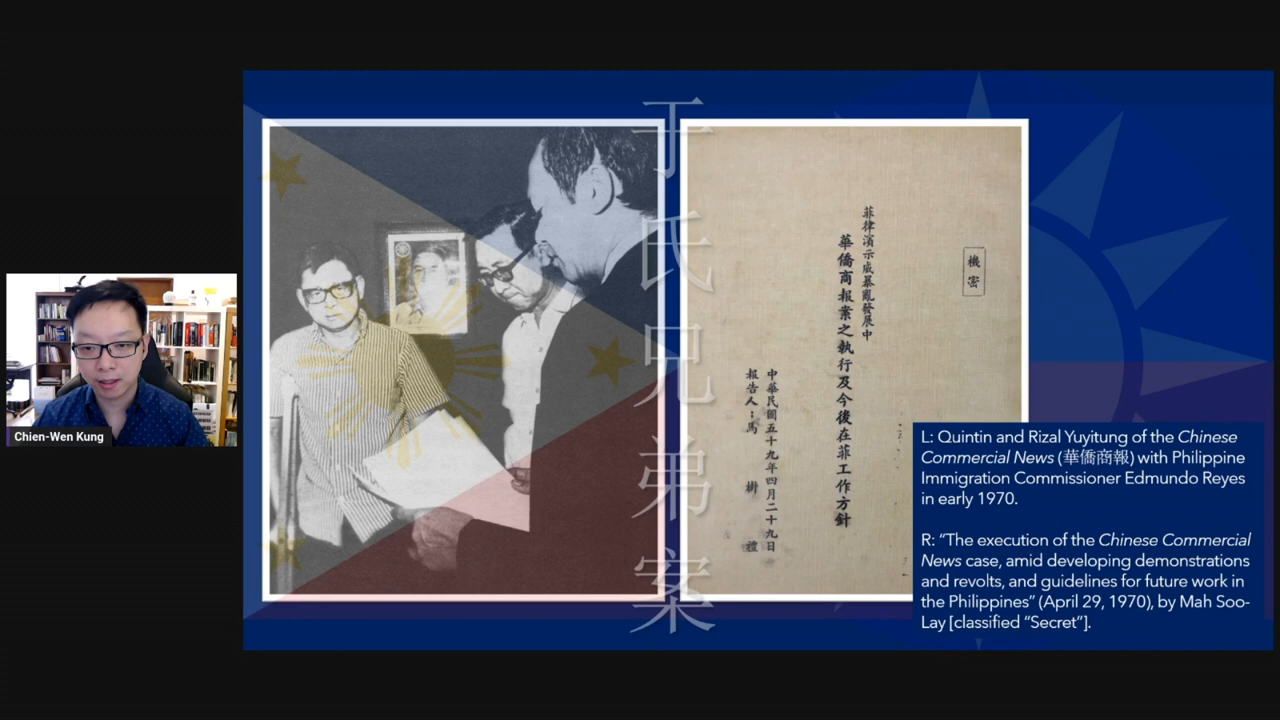 Chien-Wen Kung
于氏兄弟案
機密
菲律濱示威暴亂發展中
華僑商報案之執行及今後在菲工作方針
中華民國五十九年四月二十九日
報告人：馬樹禮
L: Quintin and Rizal Yuyitung of the Chinese
Commercial News (華僑商報) with Philippine
Immigration Commissioner Edmundo Reyes
in early 1970.
R: “The execution of the Chinese Commercial
News case, amid developing demonstrations
and revolts, and guidelines for future work in
the Philippines” (April 29, 1970), by Mah Soo-
Lay [classified “Secret”].